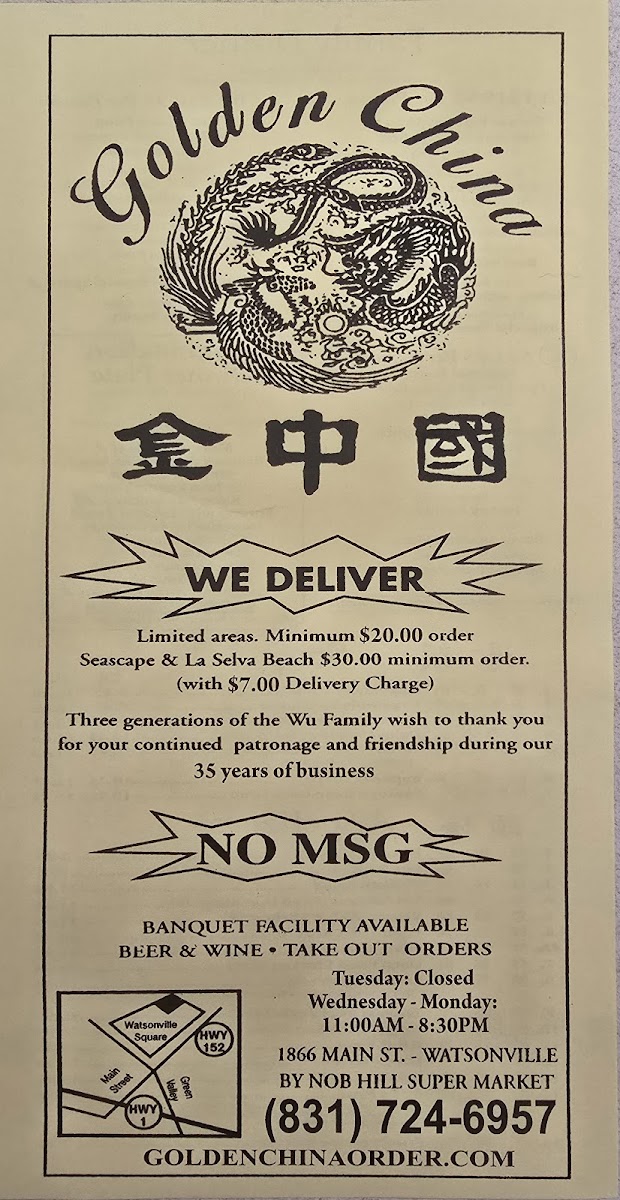 Golden China
金中國
WE DELIVER
Limited areas. Minimum $20.00 order
Seascape & La Selva Beach $30.00 minimum order.
(with $7.00 Delivery Charge)
Three generations of the Wu Family wish to thank you
for your continued patronage and friendship during our
35 years of business
NO MSG
BANQUET FACILITY AVAILABLE
BEER & WINE • TAKE OUT ORDERS
Tuesday: Closed
Wednesday - Monday:
11:00AM - 8:30PM
1866 MAIN ST. - WATSONVILLE
BY NOB HILL SUPER MARKET
(831) 724-6957
Watsonville
Square
HWY
152
Main
Street
Green
Valley
HWY
1
GOLDENCHINAORDER.COM